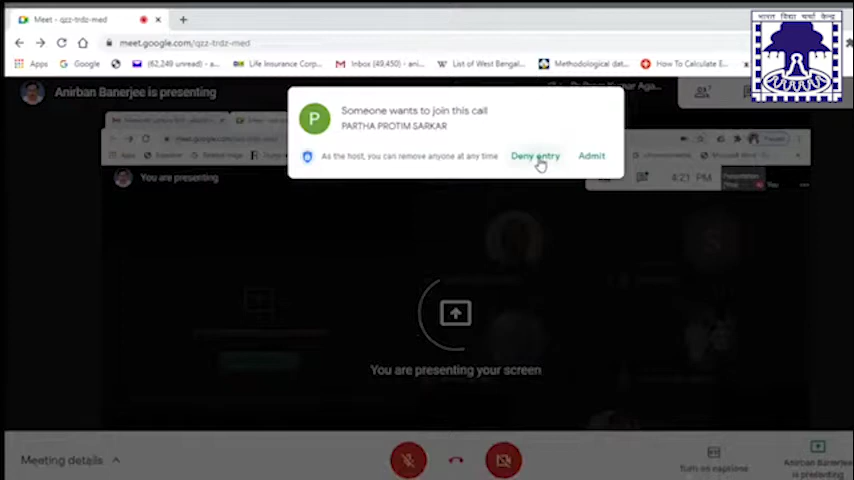 Meet - qzz-trdz-med
भारत विद्या चर्चा केन्द्र
meet.google.com/qzz-trdz-med
Apps Google (62,249 unread) - a... Life Insurance Corp... Inbox (49,450) - ani... List of West Bengal... Methodological dat... How To Calculate E...
Anirban Banerjee is presenting
Someone wants to join this call
P
PARTHA PROTIM SARKAR
As the host, you can remove anyone at any time Deny entry Admit
You are presenting 4:21 PM You
You are presenting your screen
Meeting details
Turn on captions
Anirban Banerjee
is presenting